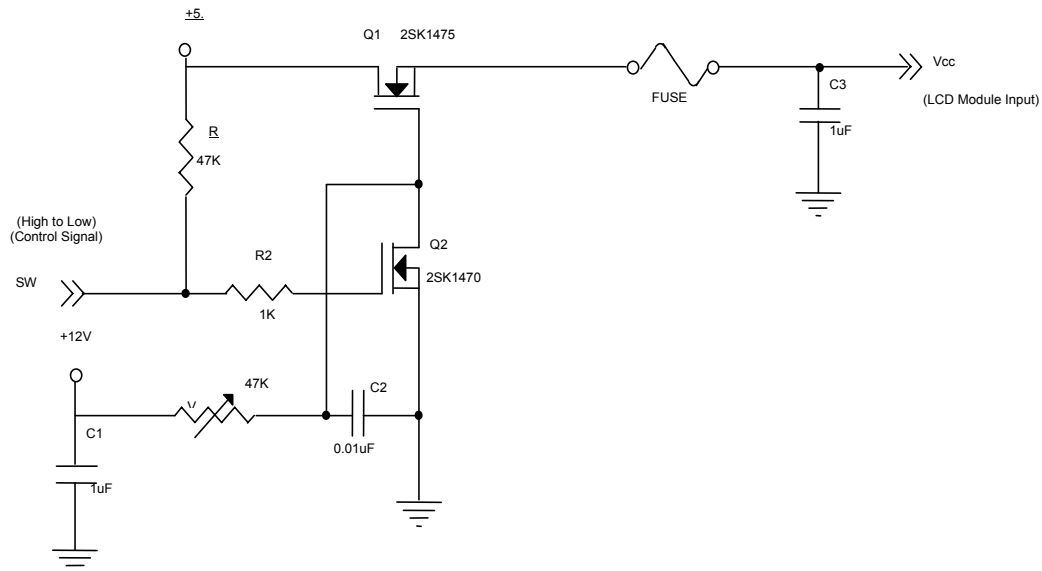 +5.
Q1 2SK1475
Vcc
FUSE
C3
(LCD Module Input)
R
1uF
47K
(High to Low)
(Control Signal)
Q2
R2
2SK1470
SW
1K
+12V
47K
C2
V
C1
0.01uF
1uF